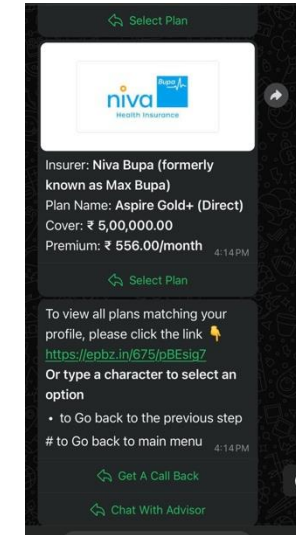 Select Plan
niva
Bupa
Health Insurance
Insurer: Niva Bupa (formerly
known as Max Bupa)
Plan Name: Aspire Gold+ (Direct)
Cover: ₹ 5,00,000.00
Premium: ₹ 556.00/month
4:14 PM
Select Plan
To view all plans matching your
profile, please click the link 👇
https://epbz.in/675/pBEsig7
Or type a character to select an
option
• to Go back to the previous step
# to Go back to main menu
4:14 PM
Get A Call Back
Chat With Advisor